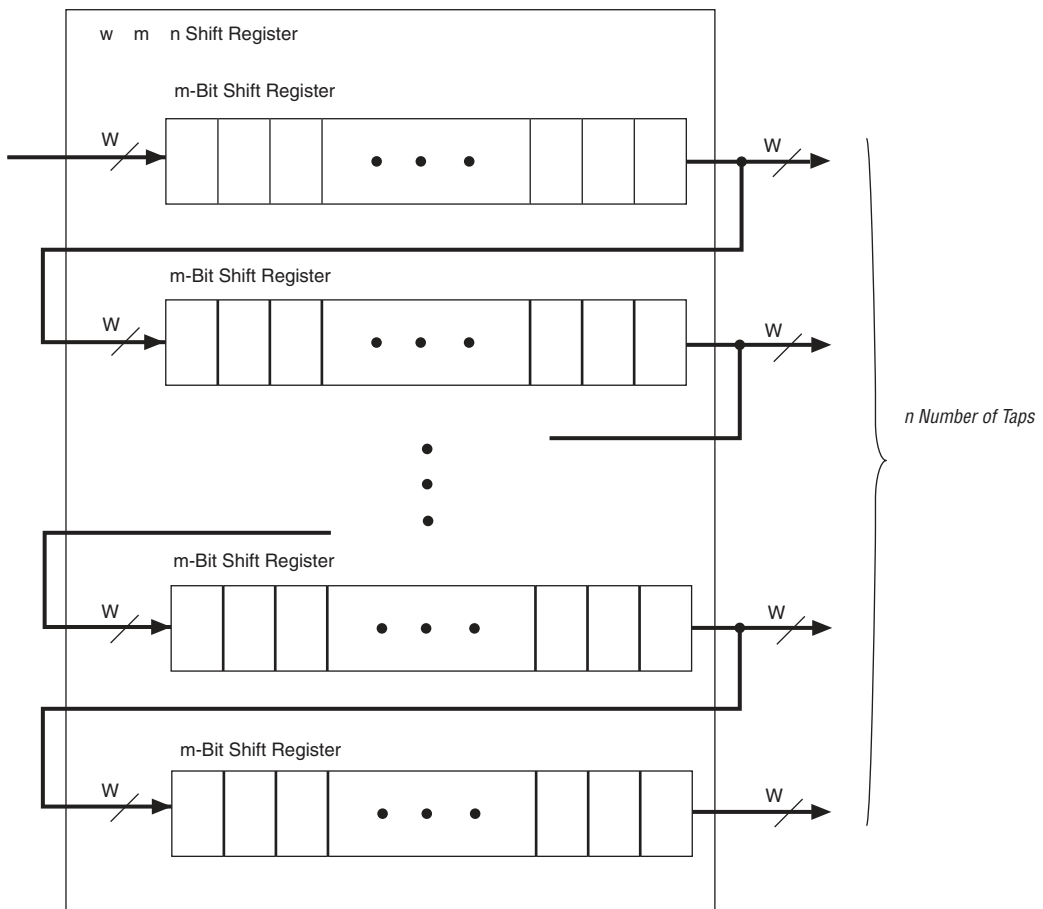 w m n Shift Register
m-Bit Shift Register
W
W
m-Bit Shift Register
W
W
n Number of Taps
m-Bit Shift Register
W
W
m-Bit Shift Register
W
W